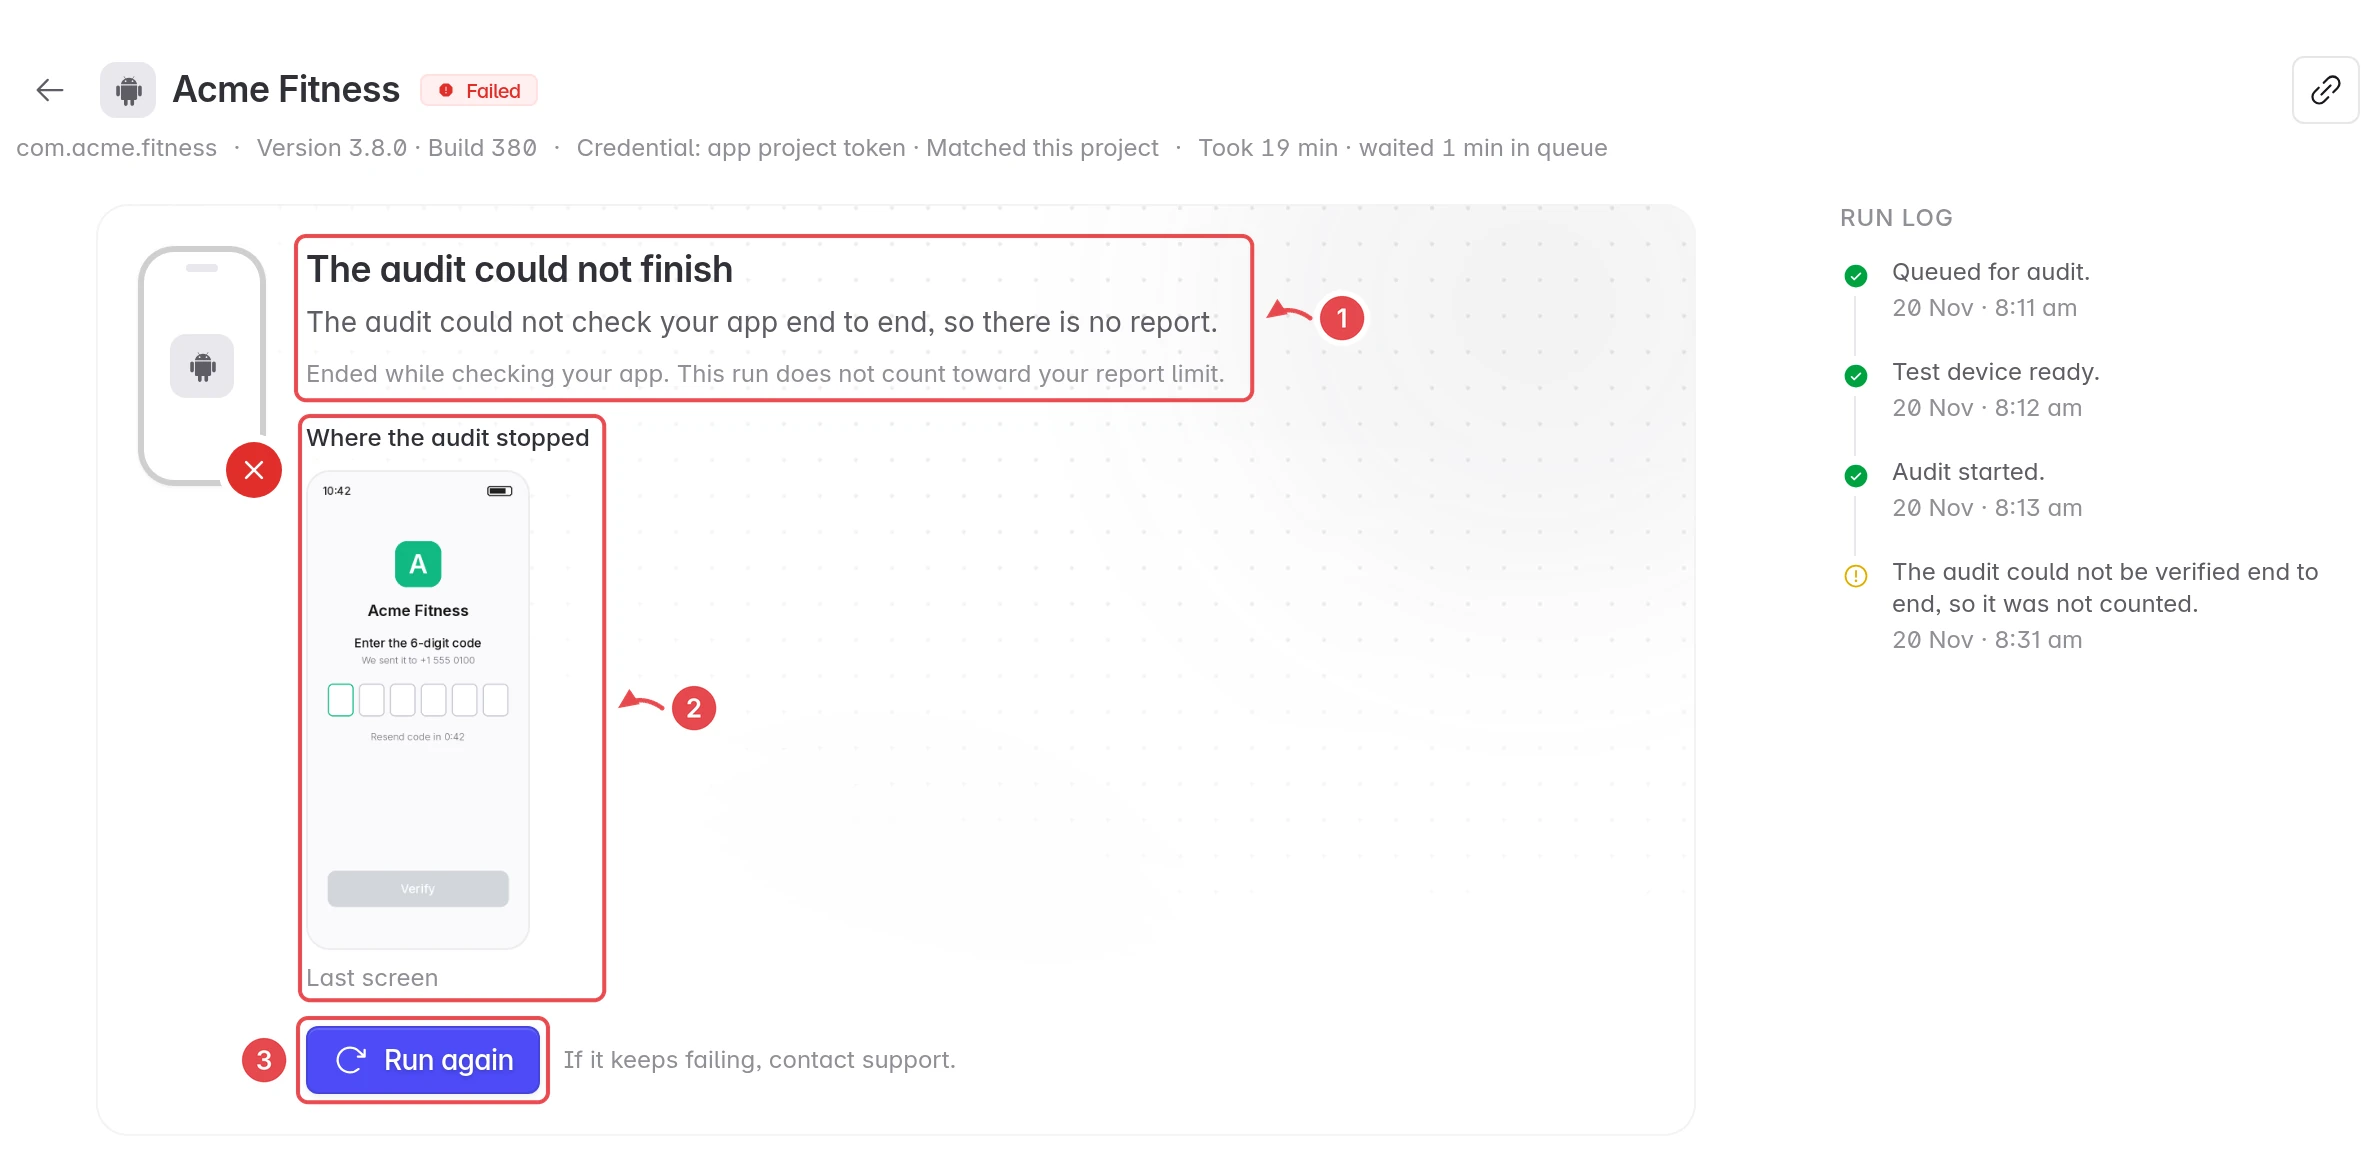 Acme Fitness
Failed
com.acme.fitness · Version 3.8.0 · Build 380 · Credential: app project token · Matched this project · Took 19 min · waited 1 min in queue
The audit could not finish
The audit could not check your app end to end, so there is no report.
Ended while checking your app. This run does not count toward your report limit.
1
Where the audit stopped
10:42
A
Acme Fitness
Enter the 6-digit code
We sent it to +1 555 0100
Resend code in 0:42
Verify
Last screen
2
3
Run again
If it keeps failing, contact support.
RUN LOG
Queued for audit.
20 Nov · 8:11 am
Test device ready.
20 Nov · 8:12 am
Audit started.
20 Nov · 8:13 am
The audit could not be verified end to
end, so it was not counted.
20 Nov · 8:31 am